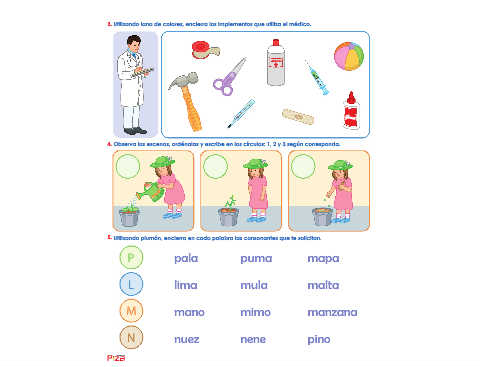 3. Utilizando lana de colores, encierra los implementos que utiliza el médico.
4. Observa las escenas, ordénalas y escribe en los círculos: 1, 2 y 3 según corresponda.
5. Utilizando plumón, encierra en cada palabra las consonantes que te solicitan.
P pala puma mapa
L lima mula malta
M mano mimo manzana
N nuez nene pino